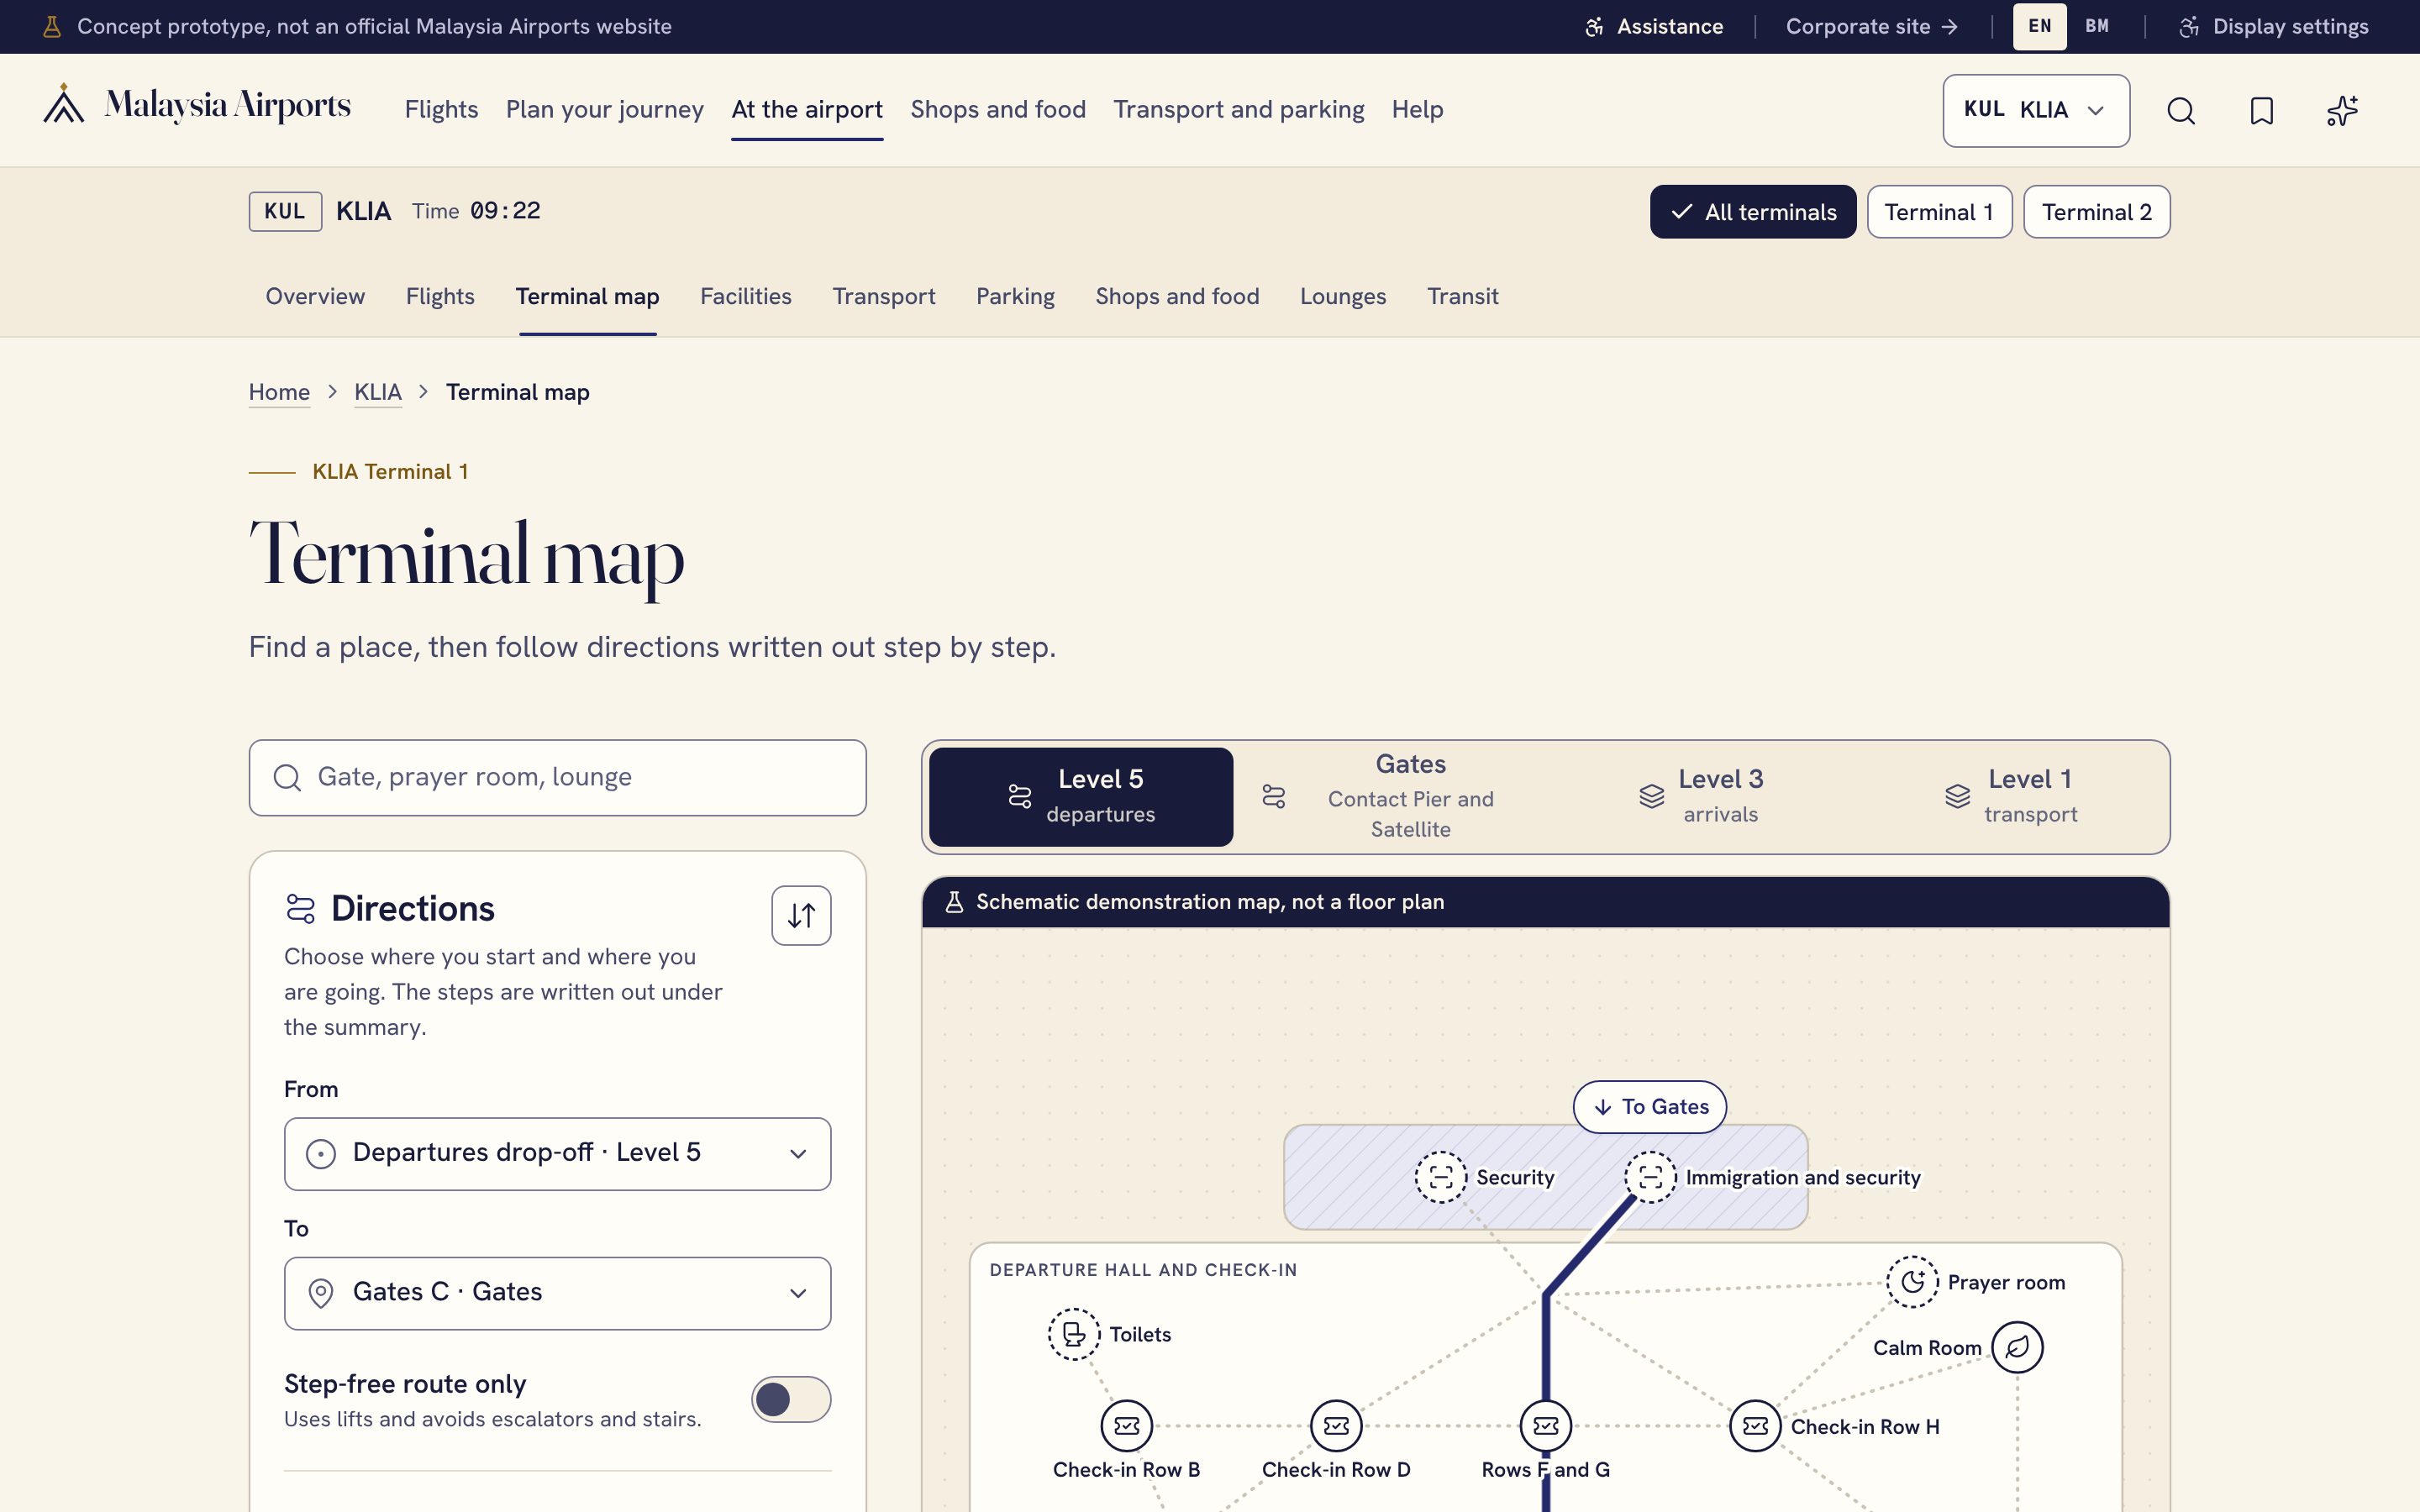 Concept prototype, not an official Malaysia Airports website
Assistance
Corporate site →
EN
BM
Display settings
Malaysia Airports
Flights
Plan your journey
At the airport
Shops and food
Transport and parking
Help
KUL KLIA
KUL KLIA Time 09:22
All terminals
Terminal 1
Terminal 2
Overview
Flights
Terminal map
Facilities
Transport
Parking
Shops and food
Lounges
Transit
Home > KLIA > Terminal map
KLIA Terminal 1
Terminal map
Find a place, then follow directions written out step by step.
Gate, prayer room, lounge
Directions
Choose where you start and where you
are going. The steps are written out under
the summary.
From
Departures drop-off · Level 5
To
Gates C · Gates
Step-free route only
Uses lifts and avoids escalators and stairs.
Level 5
departures
Gates
Contact Pier and
Satellite
Level 3
arrivals
Level 1
transport
Schematic demonstration map, not a floor plan
To Gates
Security
Immigration and security
DEPARTURE HALL AND CHECK-IN
Prayer room
Toilets
Calm Room
Check-in Row H
Check-in Row B
Check-in Row D
Rows F and G